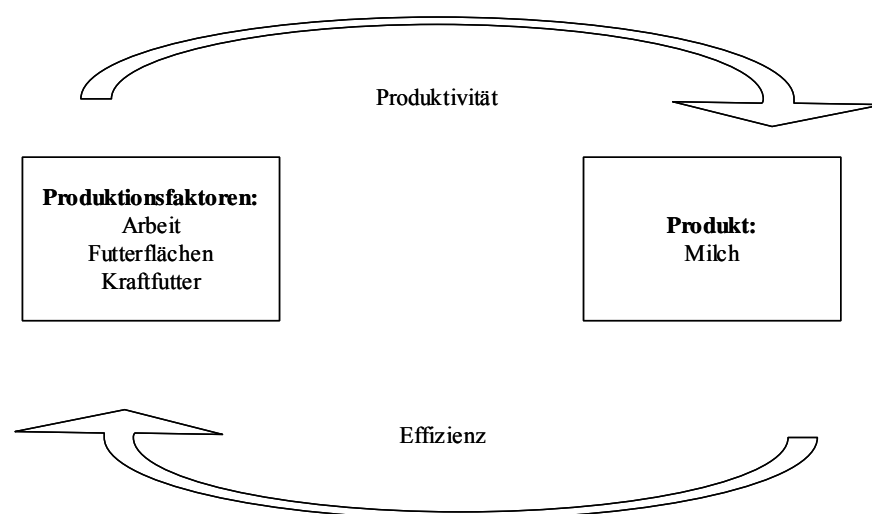 Produktivität
Produktionsfaktoren:
Arbeit
Futterflächen
Kraftfutter
Produkt:
Milch
Effizienz